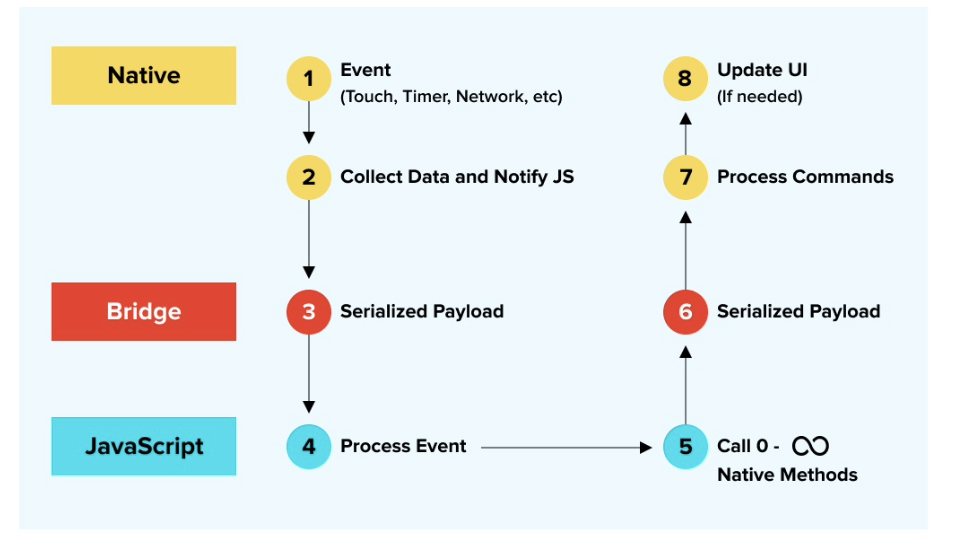 Native
1
Event
(Touch, Timer, Network, etc)
2
Collect Data and Notify JS
8
Update UI
(If needed)
7
Process Commands
Bridge
3
Serialized Payload
6
Serialized Payload
JavaScript
4
Process Event
5
Call 0 - ∞
Native Methods